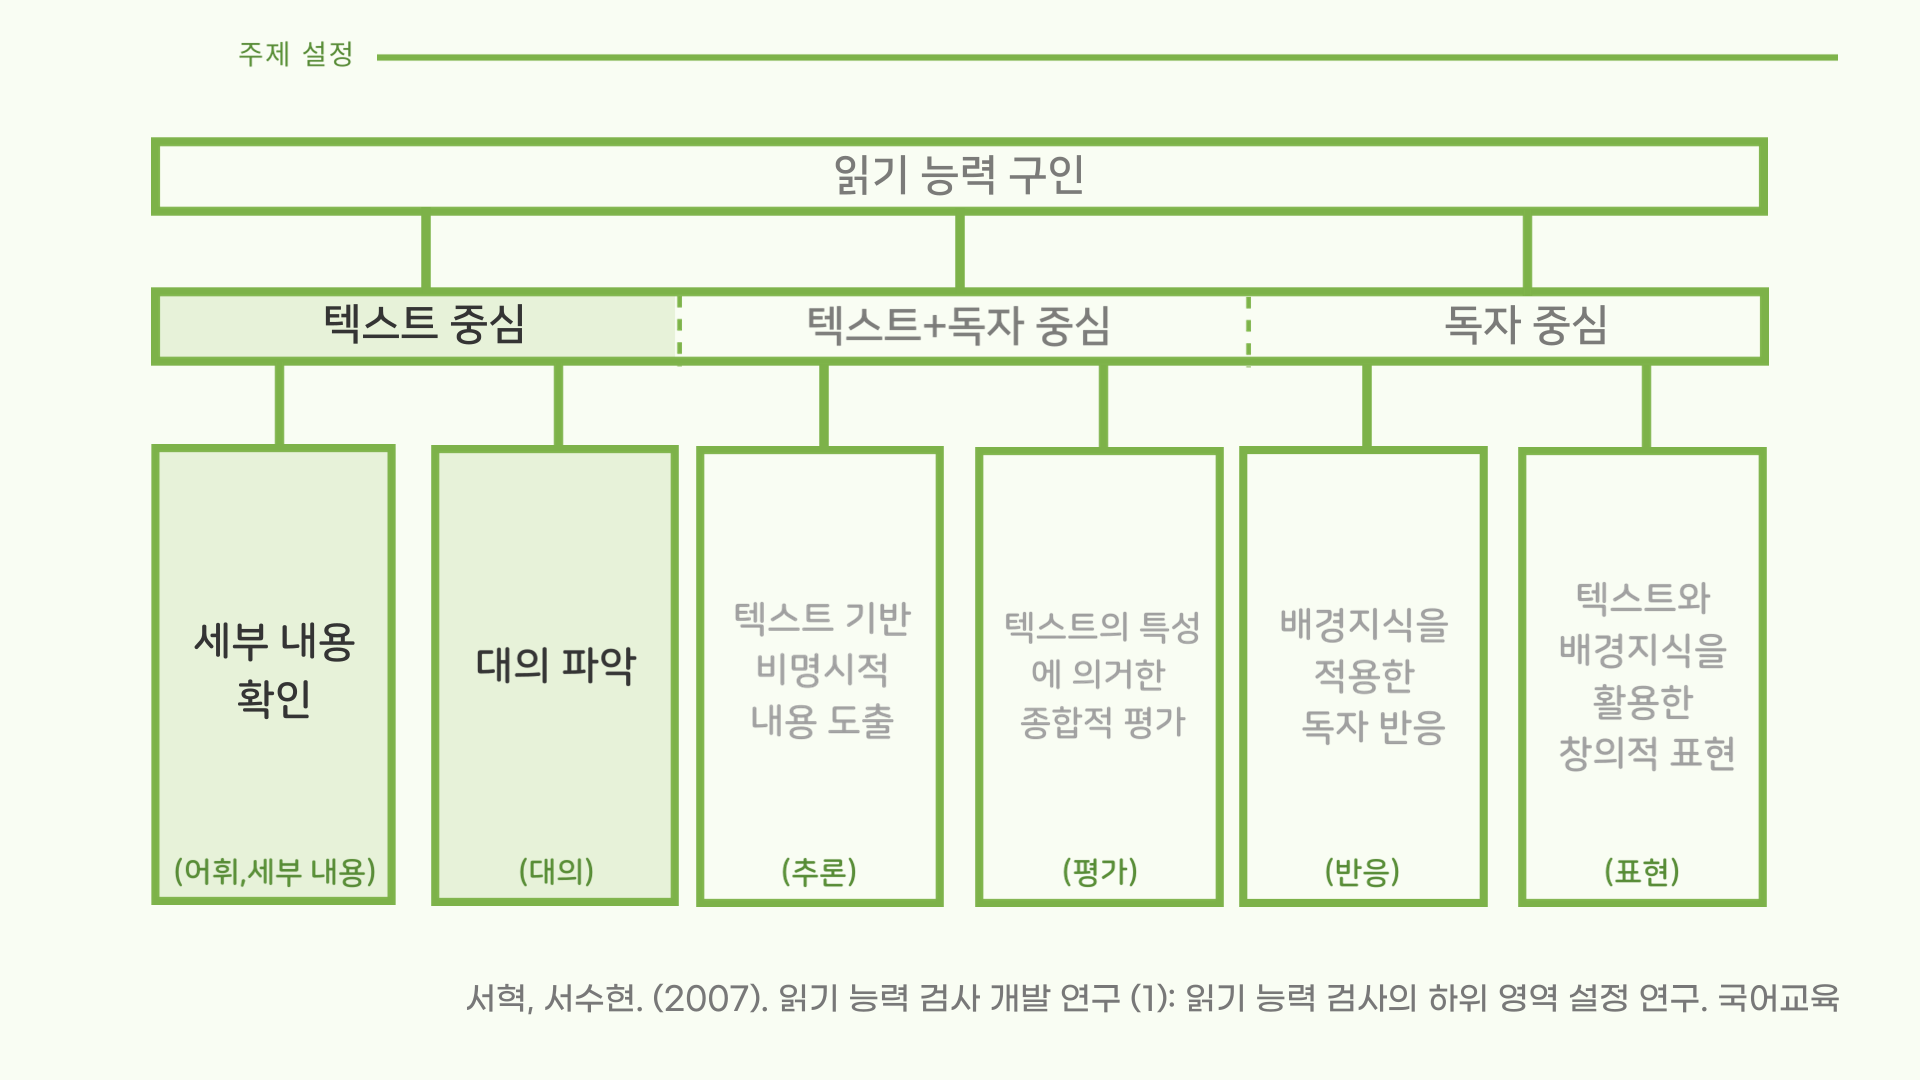 주제 설정
읽기 능력 구인
텍스트 중심
텍스트+독자 중심
독자 중심
세부 내용
확인
(어휘,세부 내용)
대의 파악
(대의)
텍스트 기반
비명시적
내용 도출
(추론)
텍스트의 특성
에 의거한
종합적 평가
(평가)
배경지식을
적용한
독자 반응
(반응)
텍스트와
배경지식을
활용한
창의적 표현
(표현)
서혁, 서수현. (2007). 읽기 능력 검사 개발 연구 (1): 읽기 능력 검사의 하위 영역 설정 연구. 국어교육